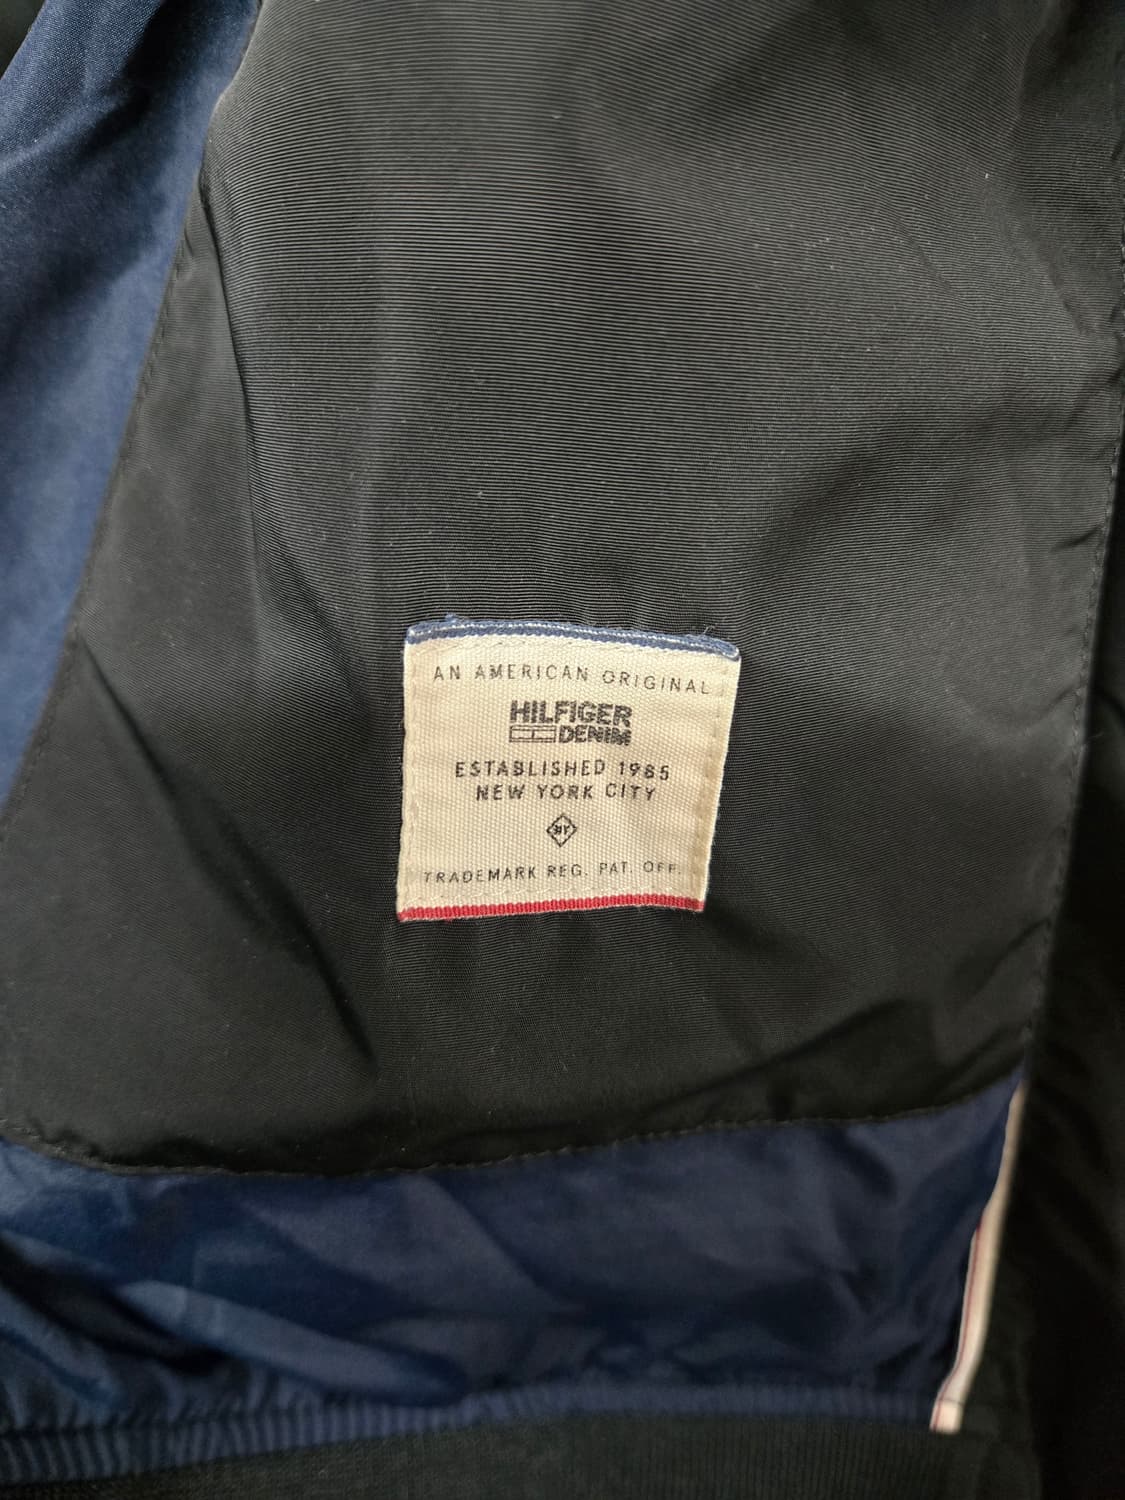 AN AMERICAN ORIGINAL
HILFIGER
DENIM
ESTABLISHED 1985
NEW YORK CITY
NY
TRADEMARK REG. PAT. OFF.